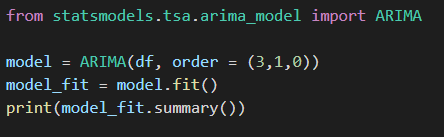 from statsmodels.tsa.arima_model import ARIMA
model = ARIMA(df, order = (3,1,0))
model_fit = model.fit()
print(model_fit.summary())